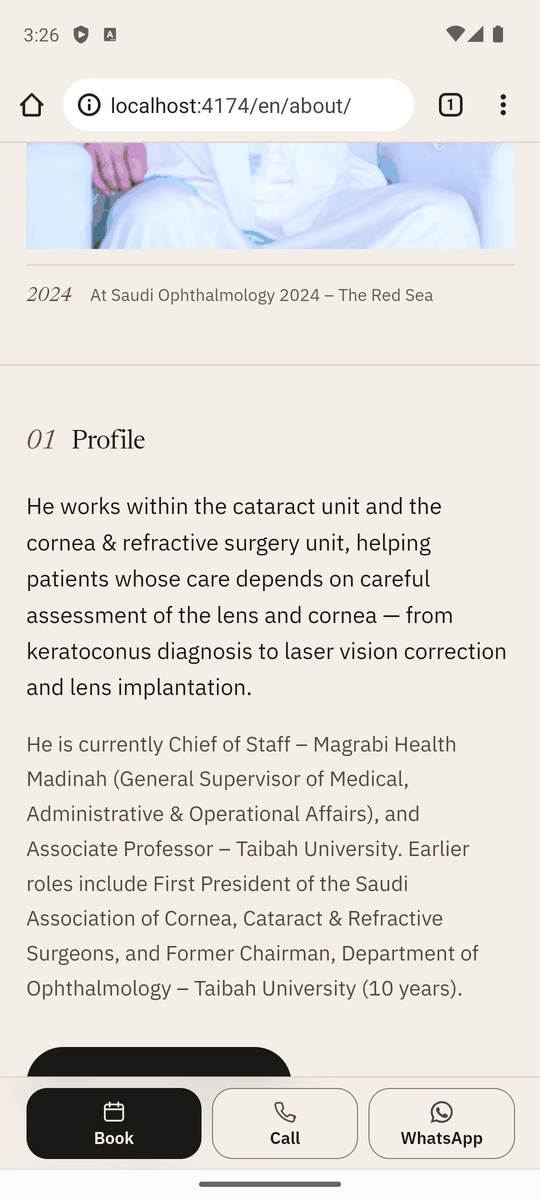 3:26
localhost:4174/en/about/
1
2024 At Saudi Ophthalmology 2024 – The Red Sea
01 Profile
He works within the cataract unit and the
cornea & refractive surgery unit, helping
patients whose care depends on careful
assessment of the lens and cornea — from
keratoconus diagnosis to laser vision correction
and lens implantation.
He is currently Chief of Staff – Magrabi Health
Madinah (General Supervisor of Medical,
Administrative & Operational Affairs), and
Associate Professor – Taibah University. Earlier
roles include First President of the Saudi
Association of Cornea, Cataract & Refractive
Surgeons, and Former Chairman, Department of
Ophthalmology – Taibah University (10 years).
Book Call WhatsApp